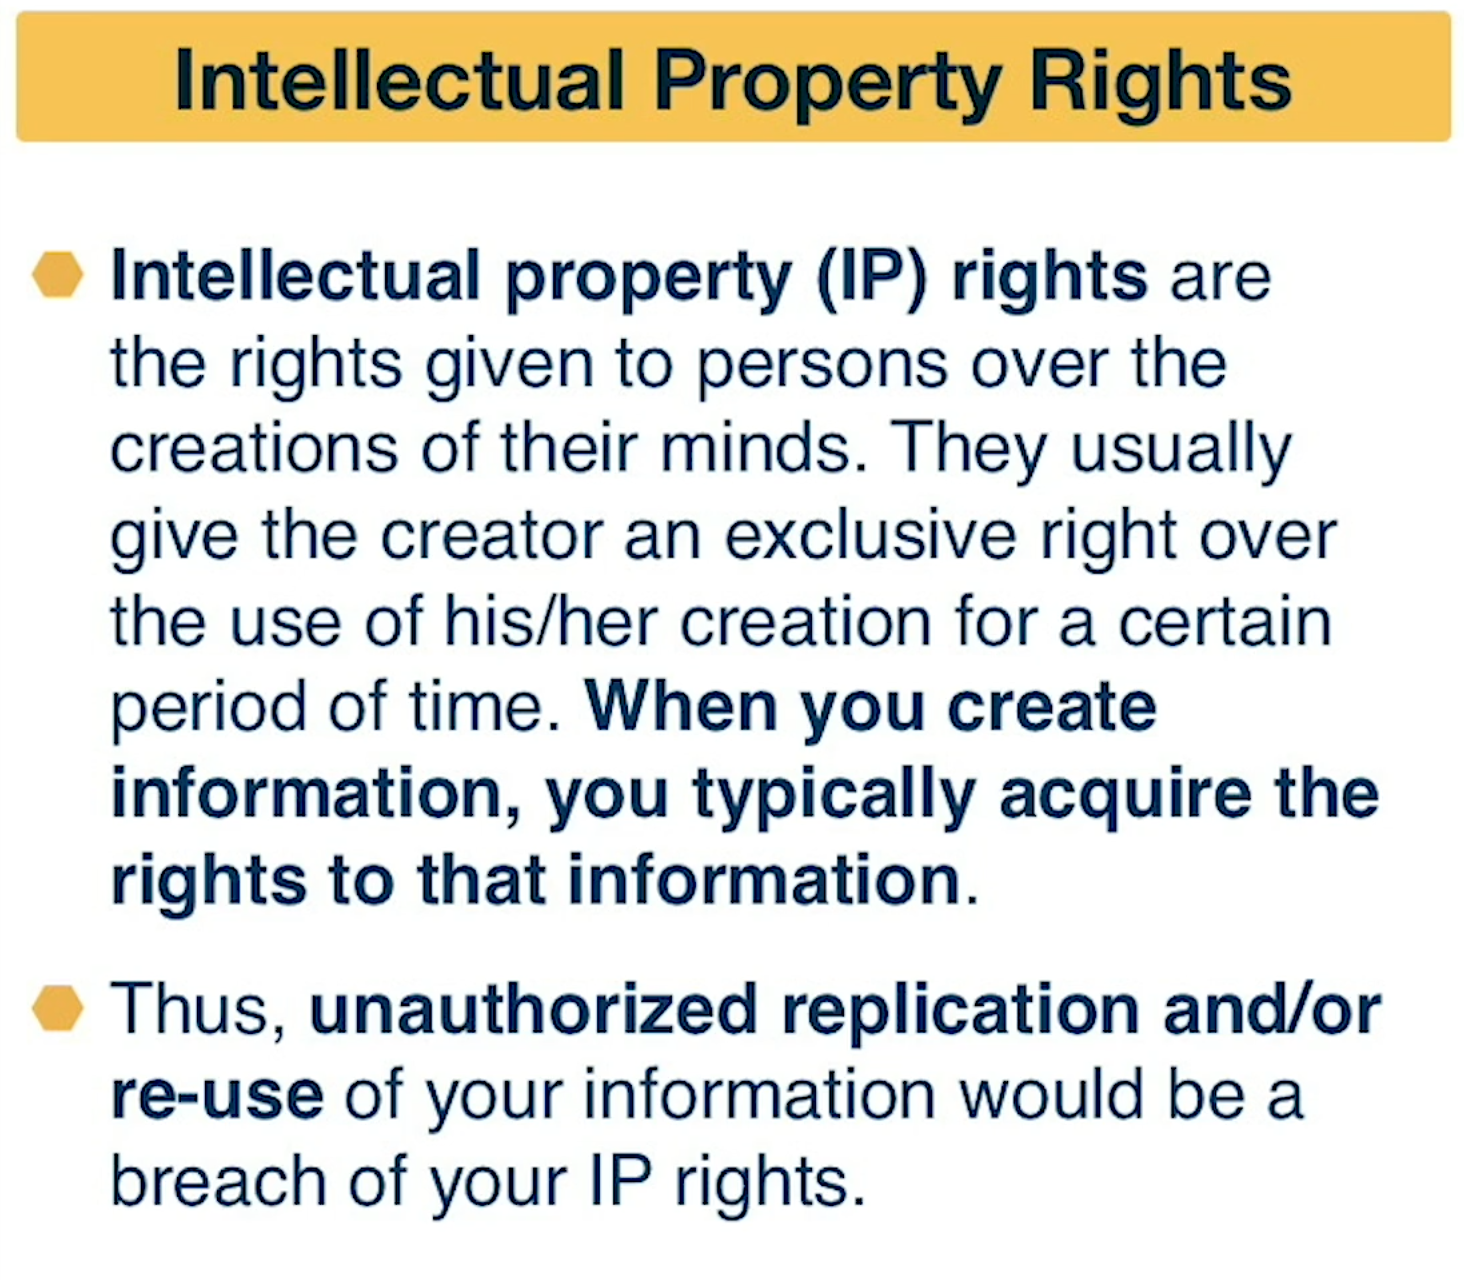 Intellectual Property Rights
Intellectual property (IP) rights are
the rights given to persons over the
creations of their minds. They usually
give the creator an exclusive right over
the use of his/her creation for a certain
period of time. When you create
information, you typically acquire the
rights to that information.
Thus, unauthorized replication and/or
re-use of your information would be a
breach of your IP rights.